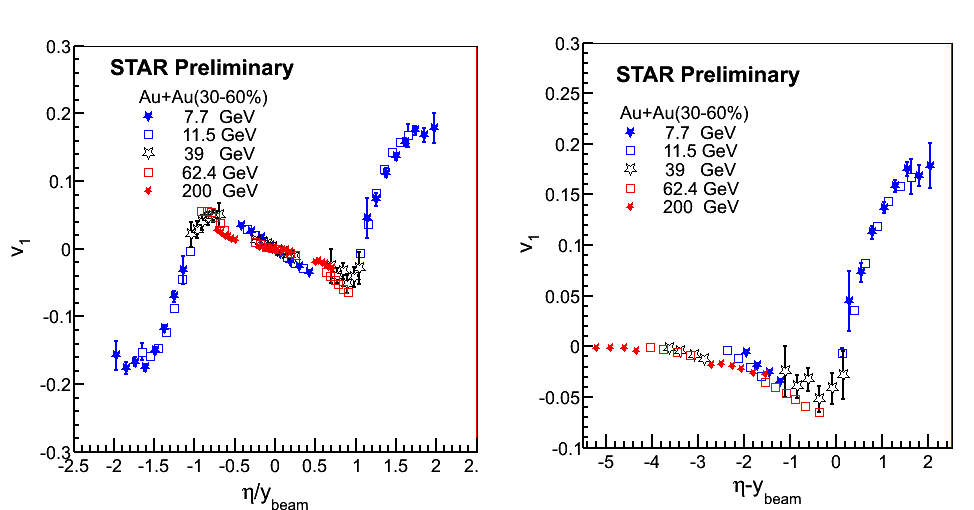 0.3
0.2
0.1
0
-0.1
-0.2
-0.3
v1
STAR Preliminary
Au+Au(30-60%)
7.7 GeV
11.5 GeV
39 GeV
62.4 GeV
200 GeV
-2.5 -2 -1.5 -1 -0.5 0 0.5 1 1.5 2 2.
η/ybeam
0.3
0.25
0.2
0.15
0.1
0.05
0
-0.05
-0.1
v1
STAR Preliminary
Au+Au(30-60%)
7.7 GeV
11.5 GeV
39 GeV
62.4 GeV
200 GeV
-5 -4 -3 -2 -1 0 1 2
η-ybeam